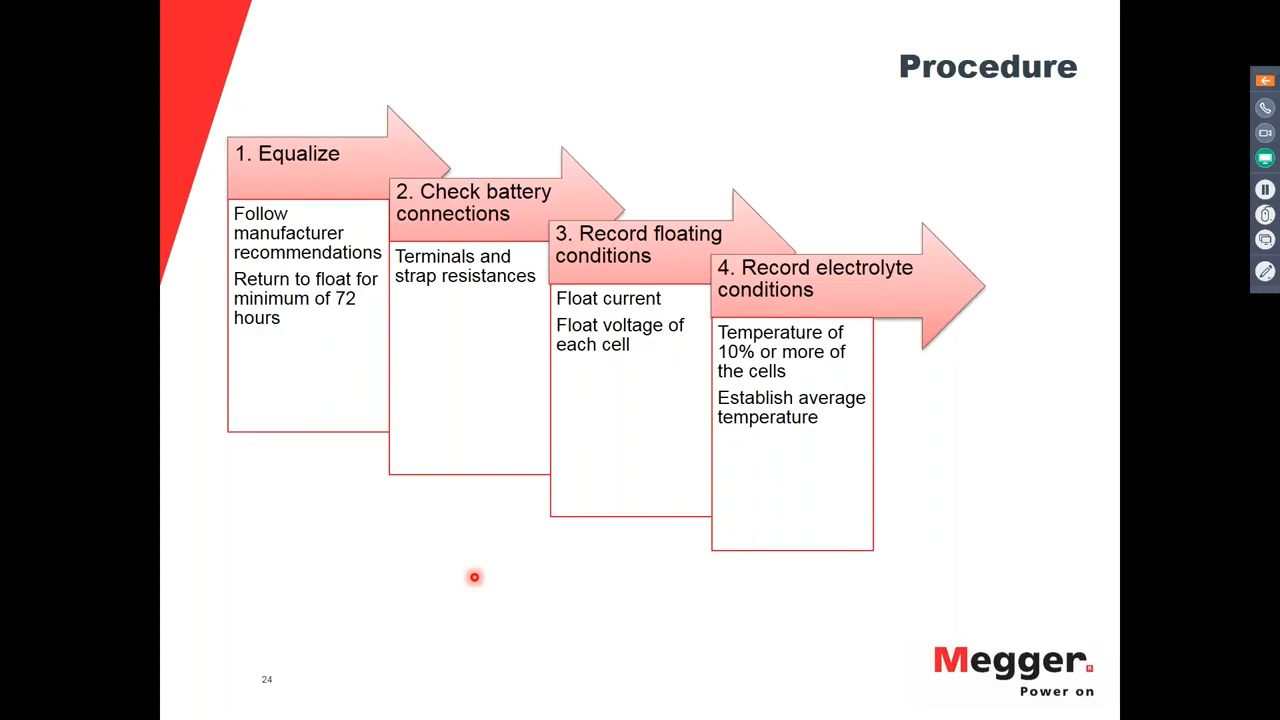 Procedure
1. Equalize
Follow
manufacturer
recommendations
Return to float for
minimum of 72
hours
2. Check battery
connections
Terminals and
strap resistances
3. Record floating
conditions
Float current
Float voltage of
each cell
4. Record electrolyte
conditions
Temperature of
10% or more of
the cells
Establish average
temperature
24
Megger.
Power on